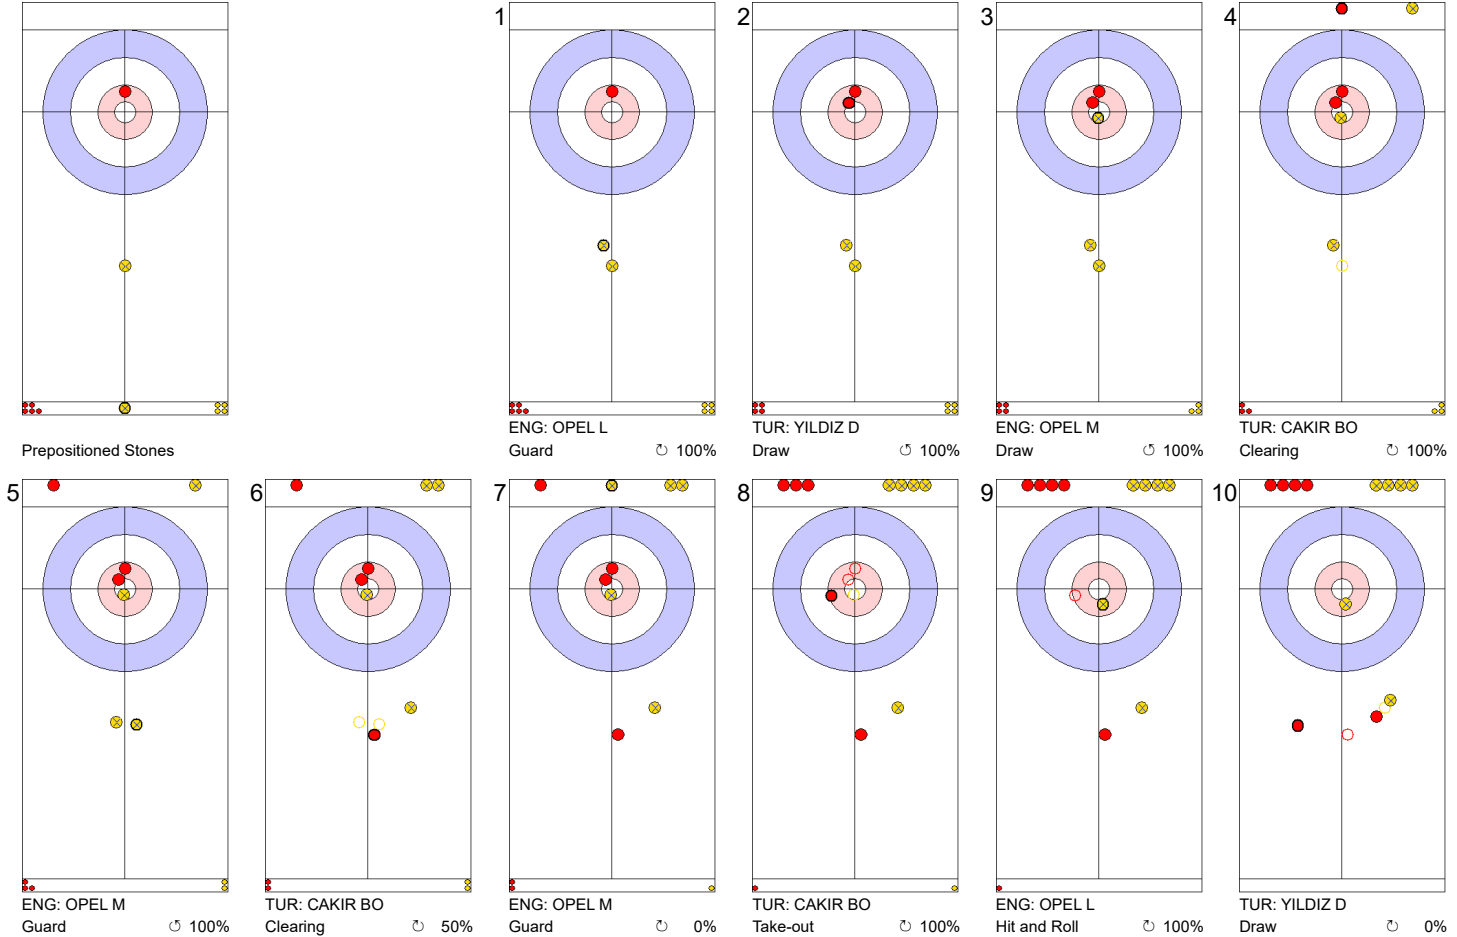 1 2 3 4
Prepositioned Stones
ENG: OPEL L
Guard ↻ 100%
TUR: YILDIZ D
Draw ↺ 100%
ENG: OPEL M
Draw ↺ 100%
TUR: CAKIR BO
Clearing ↻ 100%
5 6 7 8 9 10
ENG: OPEL M
Guard ↺ 100%
TUR: CAKIR BO
Clearing ↻ 50%
ENG: OPEL M
Guard ↻ 0%
TUR: CAKIR BO
Take-out ↻ 100%
ENG: OPEL L
Hit and Roll ↻ 100%
TUR: YILDIZ D
Draw ↻ 0%